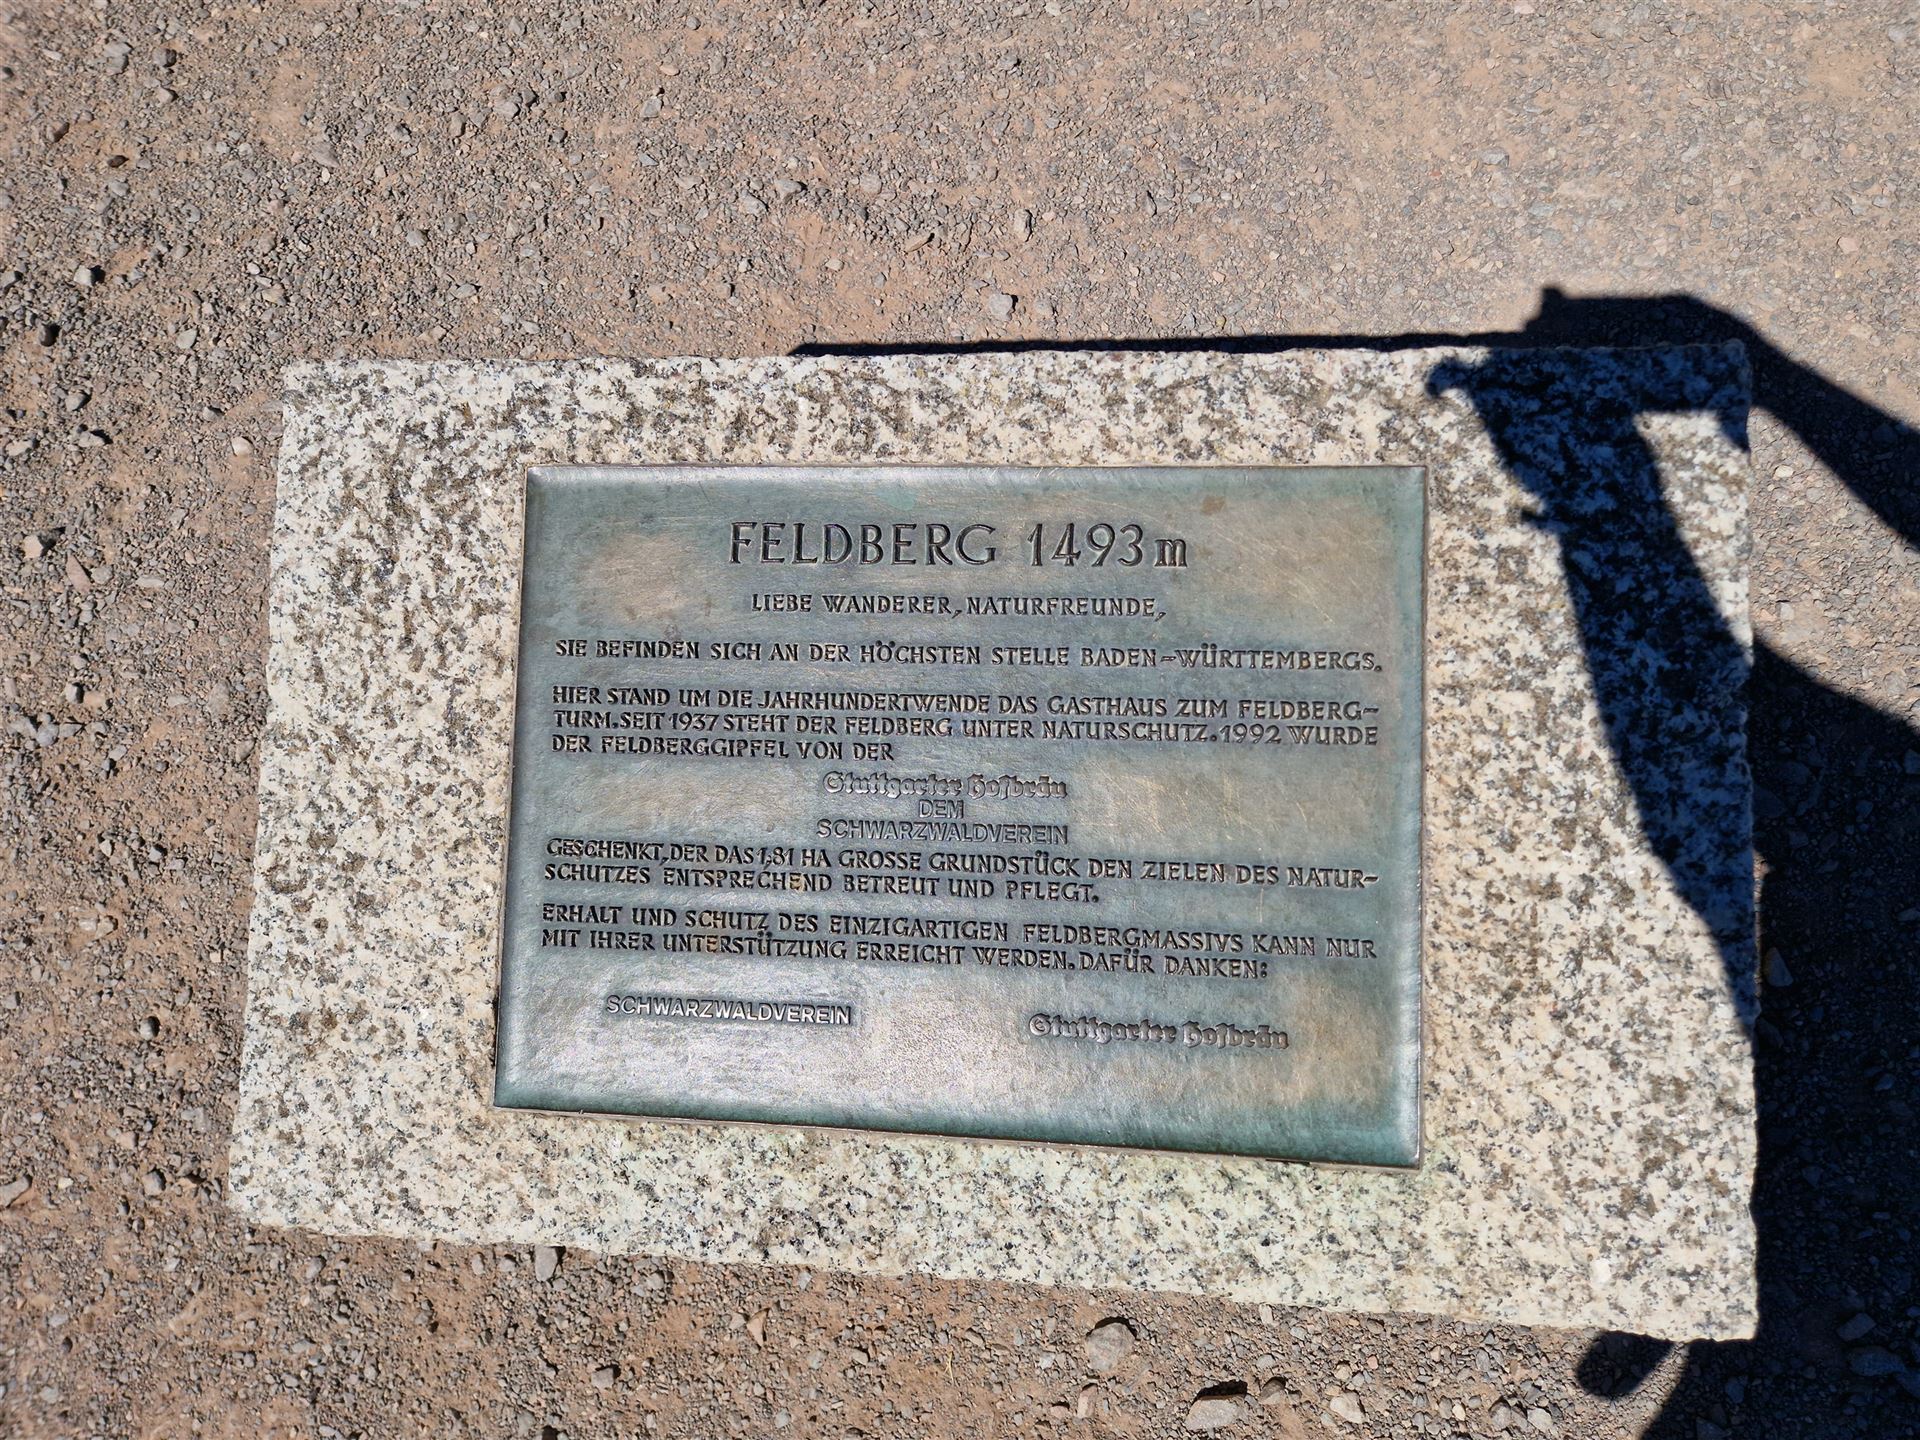 FELDBERG 1493 m
LIEBE WANDERER, NATURFREUNDE,
SIE BEFINDEN SICH AN DER HÖCHSTEN STELLE BADEN-WÜRTTEMBERGS.
HIER STAND UM DIE JAHRHUNDERTWENDE DAS GASTHAUS ZUM FELDBERG-
TURM. SEIT 1937 STEHT DER FELDBERG UNTER NATURSCHUTZ. 1992 WURDE
DER FELDBERGGIPFEL VON DER
Stuttgarter Hofbräu
DEM
SCHWARZWALDVEREIN
GESCHENKT, DER DAS 1,81 HA GROSSE GRUNDSTÜCK DEN ZIELEN DES NATUR-
SCHUTZES ENTSPRECHEND BETREUT UND PFLEGT.
ERHALT UND SCHUTZ DES EINZIGARTIGEN FELDBERGMASSIVS KANN NUR
MIT IHRER UNTERSTÜTZUNG ERREICHT WERDEN. DAFÜR DANKEN:
SCHWARZWALDVEREIN
Stuttgarter Hofbräu